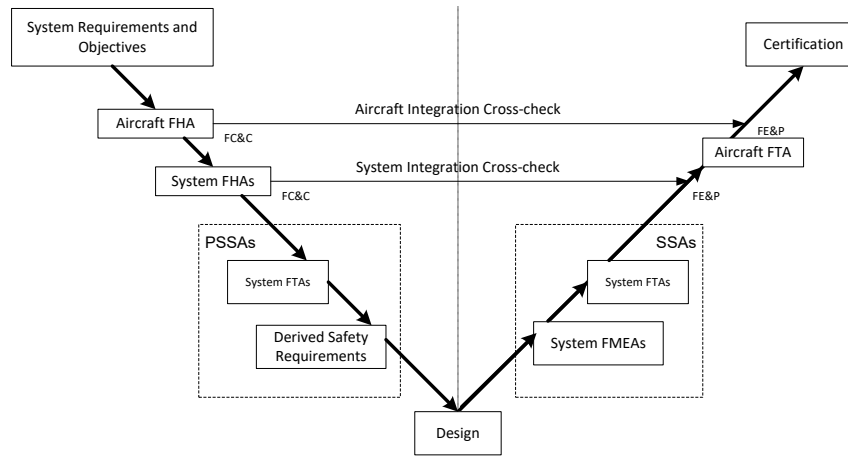 System Requirements and
Objectives
Certification
Aircraft Integration Cross-check
Aircraft FHA
FC&C
FE&P
Aircraft FTA
System Integration Cross-check
System FHAs
FC&C
FE&P
PSSAs
SSAs
System FTAs
System FTAs
Derived Safety
Requirements
System FMEAs
Design